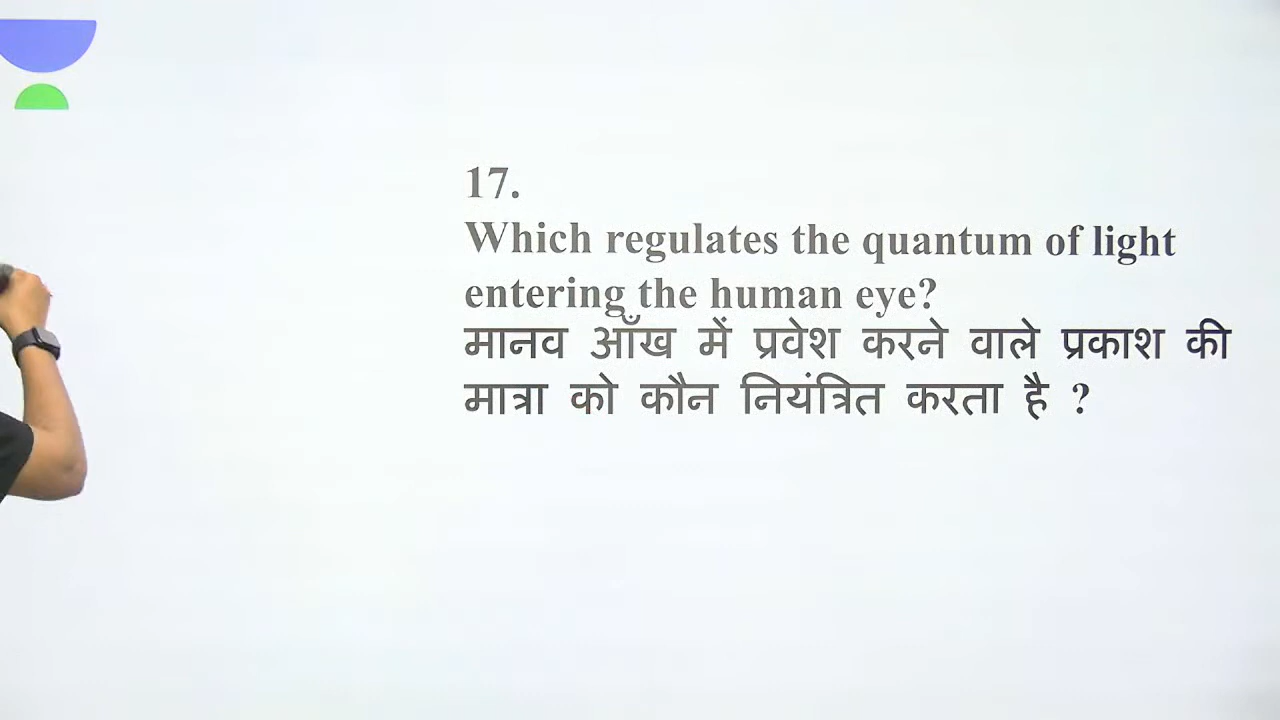 17.
Which regulates the quantum of light
entering the human eye?
मानव आँख में प्रवेश करने वाले प्रकाश की
मात्रा को कौन नियंत्रित करता है ?